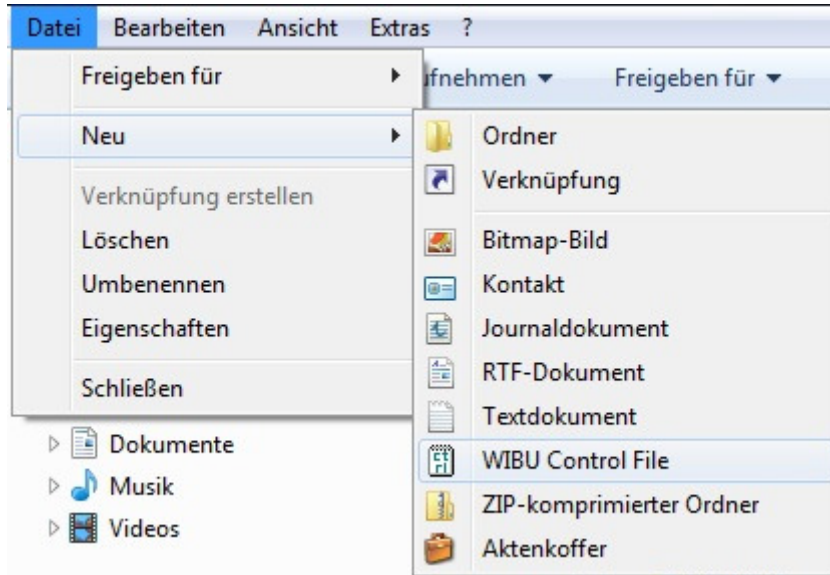 Datei Bearbeiten Ansicht Extras ?
Freigeben für
Freigeben für
Neu
Verknüpfung erstellen
Löschen
Umbenennen
Eigenschaften
Schließen
Ordner
Verknüpfung
Bitmap-Bild
Kontakt
Journaldokument
RTF-Dokument
Textdokument
WIBU Control File
ZIP-komprimierter Ordner
Aktenkoffer
Dokumente
Musik
Videos